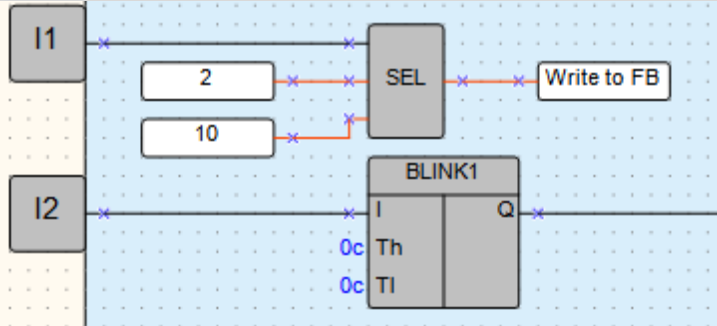 I1
2
SEL
Write to FB
10
BLINK1
I2
I
Q
0c
Th
0c
Tl